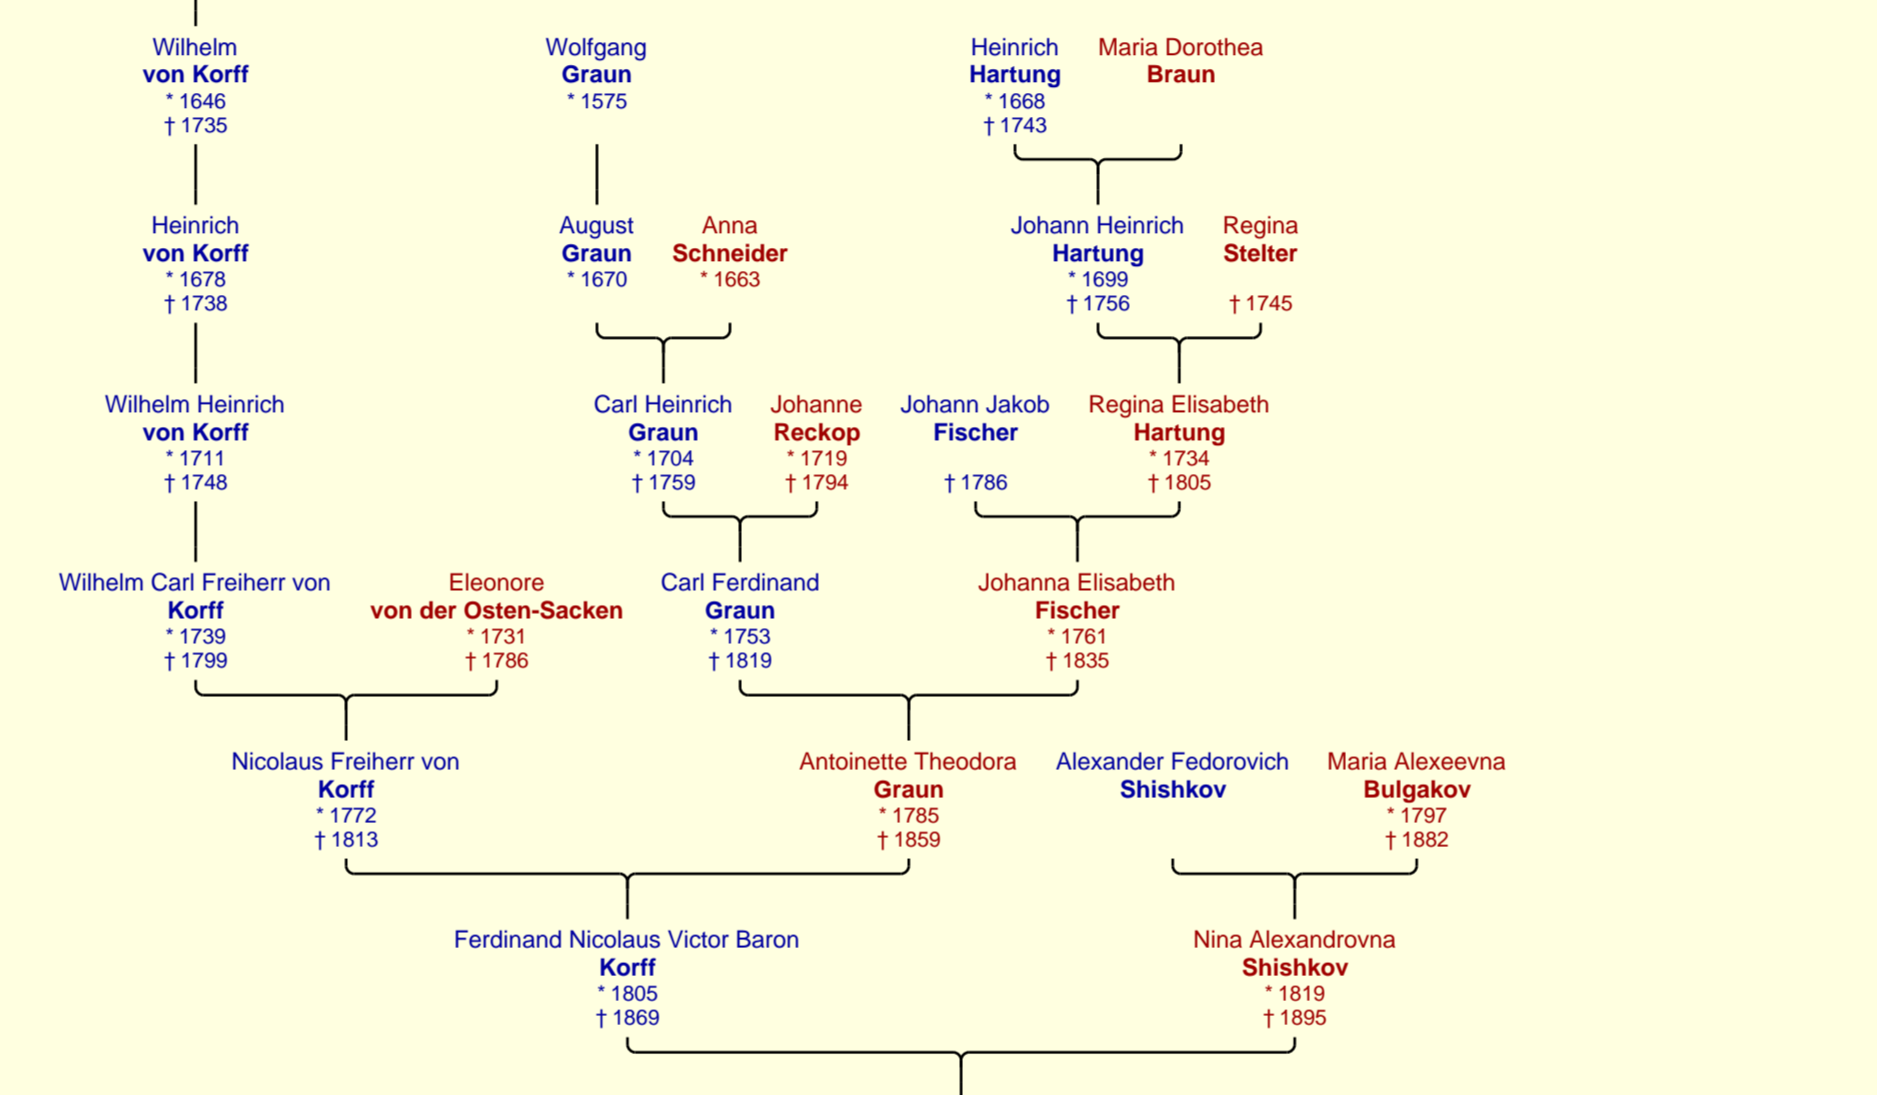 Wilhelm
von Korff
* 1646
† 1735
Wolfgang
Graun
* 1575
Heinrich
Hartung
* 1668
† 1743
Maria Dorothea
Braun
Heinrich
von Korff
* 1678
† 1738
August
Graun
* 1670
Anna
Schneider
* 1663
Johann Heinrich
Hartung
* 1699
† 1756
Regina
Stelter
† 1745
Wilhelm Heinrich
von Korff
* 1711
† 1748
Carl Heinrich
Graun
* 1704
† 1759
Johanne
Reckop
* 1719
† 1794
Johann Jakob
Fischer
† 1786
Regina Elisabeth
Hartung
* 1734
† 1805
Wilhelm Carl Freiherr von
Korff
* 1739
† 1799
Eleonore
von der Osten-Sacken
* 1731
† 1786
Carl Ferdinand
Graun
* 1753
† 1819
Johanna Elisabeth
Fischer
* 1761
† 1835
Nicolaus Freiherr von
Korff
* 1772
† 1813
Antoinette Theodora
Graun
* 1785
† 1859
Alexander Fedorovich
Shishkov
Maria Alexeevna
Bulgakov
* 1797
† 1882
Ferdinand Nicolaus Victor Baron
Korff
* 1805
† 1869
Nina Alexandrovna
Shishkov
* 1819
† 1895